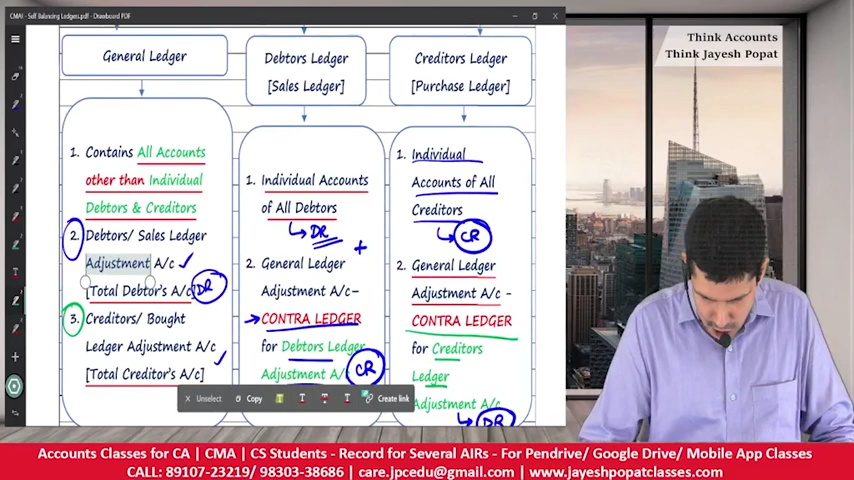 CMAI - Self Balancing Ledgers.pdf - Drawboard PDF
Think Accounts
Think Jayesh Popat
General Ledger
Debtors Ledger
[Sales Ledger]
Creditors Ledger
[Purchase Ledger]
1. Contains All Accounts
other than Individual
Debtors & Creditors
2. Debtors/ Sales Ledger
Adjustment A/c
[Total Debtor's A/c] DR
3. Creditors/ Bought
Ledger Adjustment A/c
[Total Creditor's A/c]
1. Individual Accounts
of All Debtors
DR
+
2. General Ledger
Adjustment A/c–
CONTRA LEDGER
for Debtors Ledger
Adjustment A/ CR
1. Individual
Accounts of All
Creditors
CR
2. General Ledger
Adjustment A/c -
CONTRA LEDGER
for Creditors
Ledger
Adjustment A/c
DR
Unselect Copy T T T Create link
Accounts Classes for CA | CMA | CS Students - Record for Several AIRs - For Pendrive/ Google Drive/ Mobile App Classes
CALL: 89107-23219/ 98303-38686 | care.jpcedu@gmail.com | www.jayeshpopatclasses.com